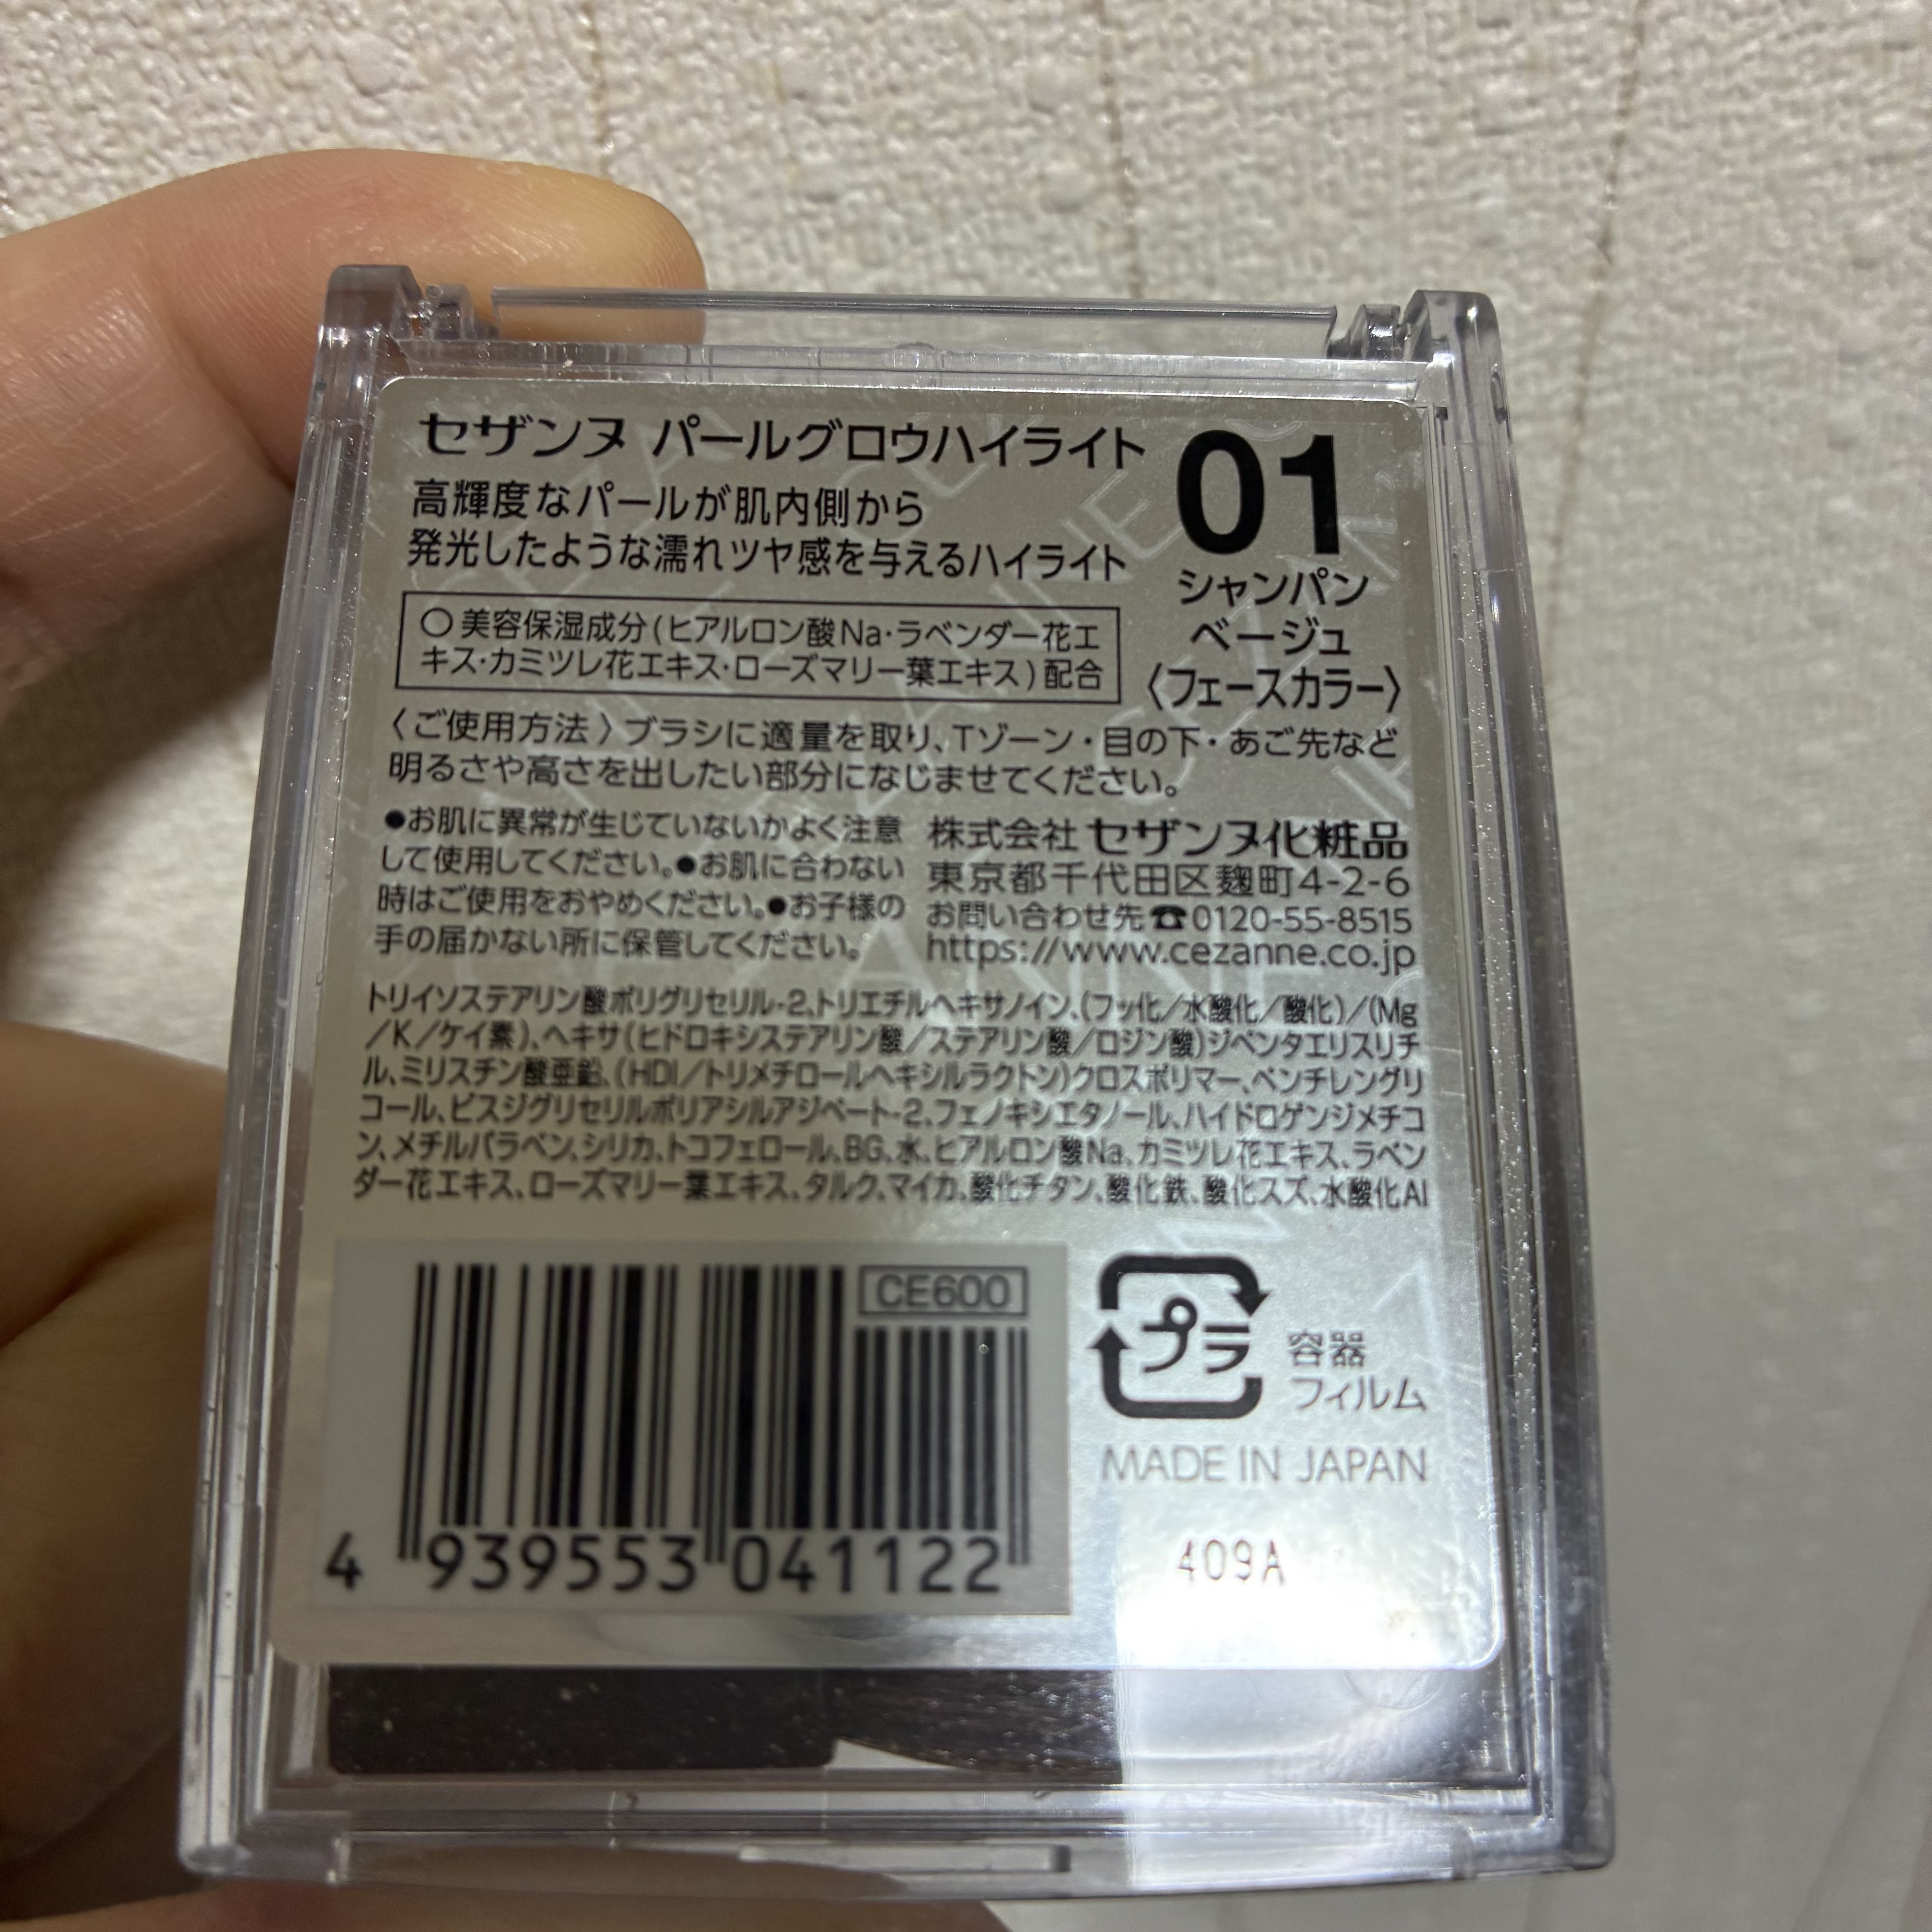 セザンヌ パールグロウハイライト
高輝度なパールが肌内側から
発光したような濡れツヤ感を与えるハイライト
01
シャンパン
ベージュ
〈フェースカラー〉
○美容保湿成分(ヒアルロン酸Na・ラベンダー花エ
キス・カミツレ花エキス・ローズマリー葉エキス)配合
〈ご使用方法〉ブラシに適量を取り、Tゾーン・目の下・あご先など
明るさや高さを出したい部分になじませてください。
●お肌に異常が生じていないかよく注意
して使用してください。●お肌に合わない
時はご使用をおやめください。●お子様の
手の届かない所に保管してください。
株式会社 セザンヌ化粧品
東京都千代田区麹町4-2-6
お問い合わせ先☎0120-55-8515
https://www.cezanne.co.jp
トリイソステアリン酸ポリグリセリル-2、トリエチルヘキサノイン、(フッ化/水酸化/酸化)/(Mg
/K/ケイ素)、ヘキサ(ヒドロキシステアリン酸/ステアリン酸/ロジン酸)ジペンタエリスリチ
ル、ミリスチン酸亜鉛、(HDI/トリメチロールヘキシルラクトン)クロスポリマー、ペンチレングリ
コール、ビスジグリセリルポリアシルアジペート-2、フェノキシエタノール、ハイドロゲンジメチコ
ン、メチルパラベン、シリカ、トコフェロール、BG、水、ヒアルロン酸Na、カミツレ花エキス、ラベン
ダー花エキス、ローズマリー葉エキス、タルク、マイカ、酸化チタン、酸化鉄、酸化スズ、水酸化Al
CE600
4 939553 041122
プラ
容器
フィルム
MADE IN JAPAN
409A